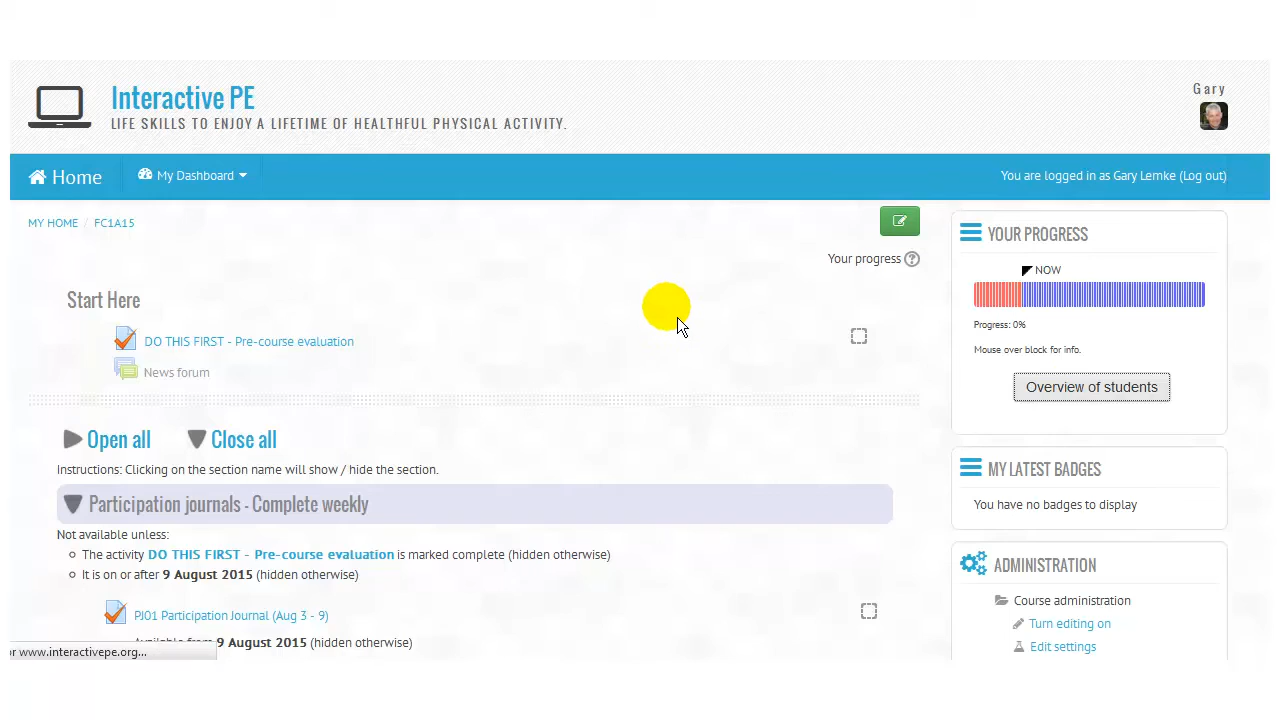 Interactive PE
LIFE SKILLS TO ENJOY A LIFETIME OF HEALTHFUL PHYSICAL ACTIVITY.
Gary
Home
My Dashboard
You are logged in as Gary Lemke (Log out)
MY HOME / FC1A15
Your progress
Start Here
DO THIS FIRST - Pre-course evaluation
News forum
Open all
Close all
Instructions: Clicking on the section name will show / hide the section.
Participation journals - Complete weekly
Not available unless:
The activity DO THIS FIRST - Pre-course evaluation is marked complete (hidden otherwise)
It is on or after 9 August 2015 (hidden otherwise)
PJ01 Participation Journal (Aug 3 - 9)
Available from 9 August 2015 (hidden otherwise)
or www.interactivepe.org...
YOUR PROGRESS
NOW
Progress: 0%
Mouse over block for info.
Overview of students
MY LATEST BADGES
You have no badges to display
ADMINISTRATION
Course administration
Turn editing on
Edit settings